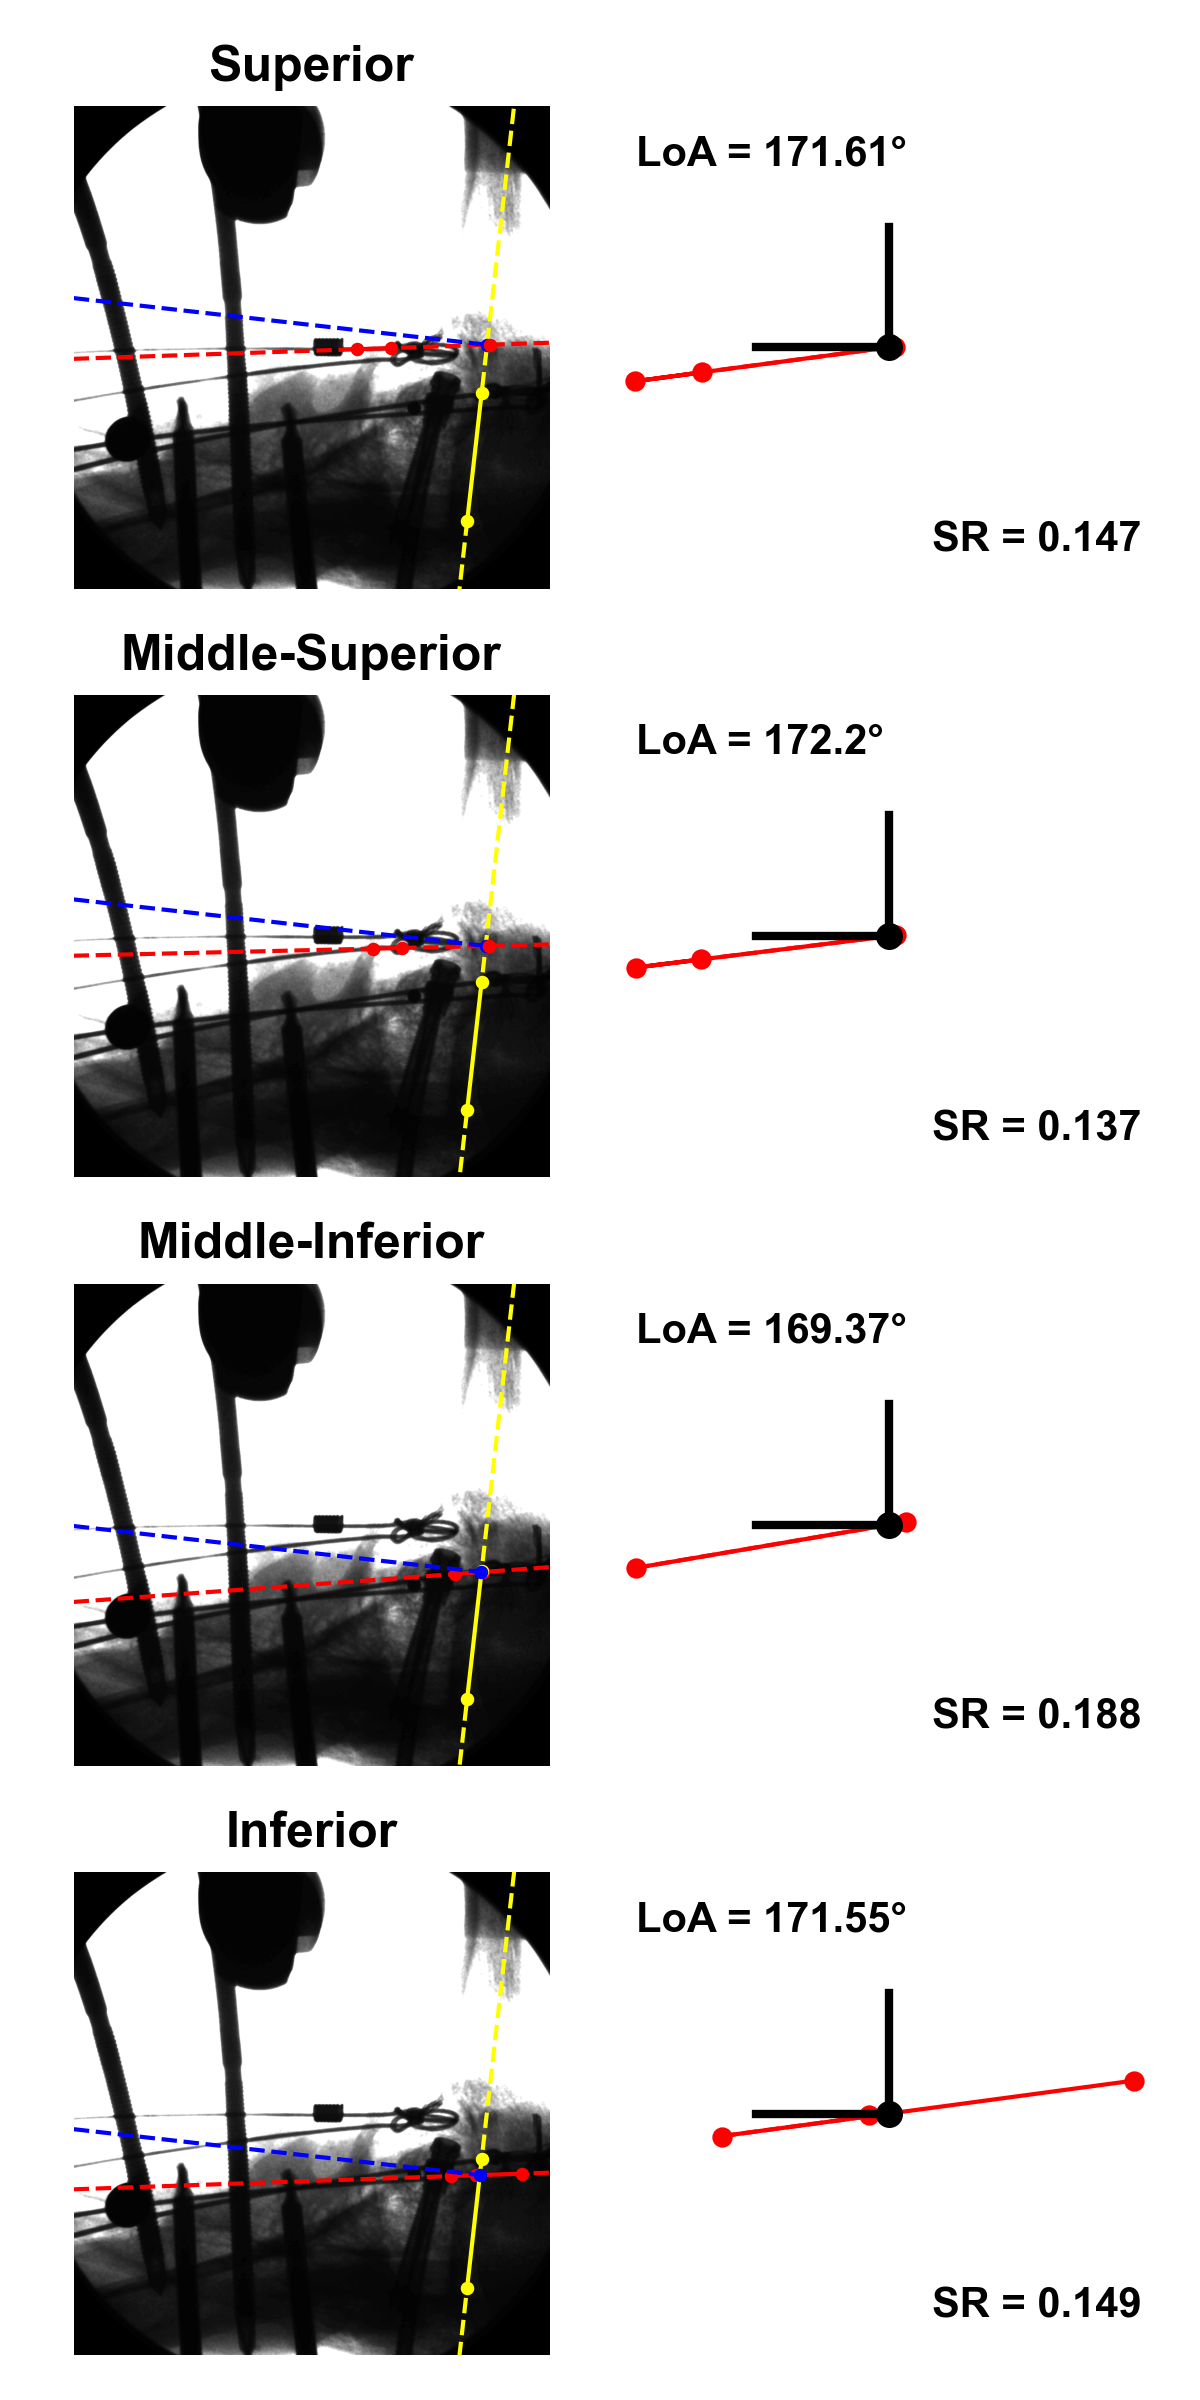 Superior
LoA = 171.61°
SR = 0.147
Middle-Superior
LoA = 172.2°
SR = 0.137
Middle-Inferior
LoA = 169.37°
SR = 0.188
Inferior
LoA = 171.55°
SR = 0.149